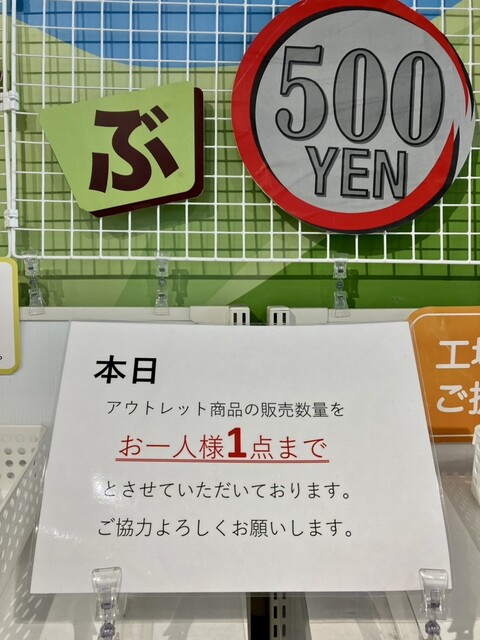 ぶ
500
YEN
本日
アウトレット商品の販売数量を
お一人様1点まで
とさせていただいております。
ご協力よろしくお願いします。